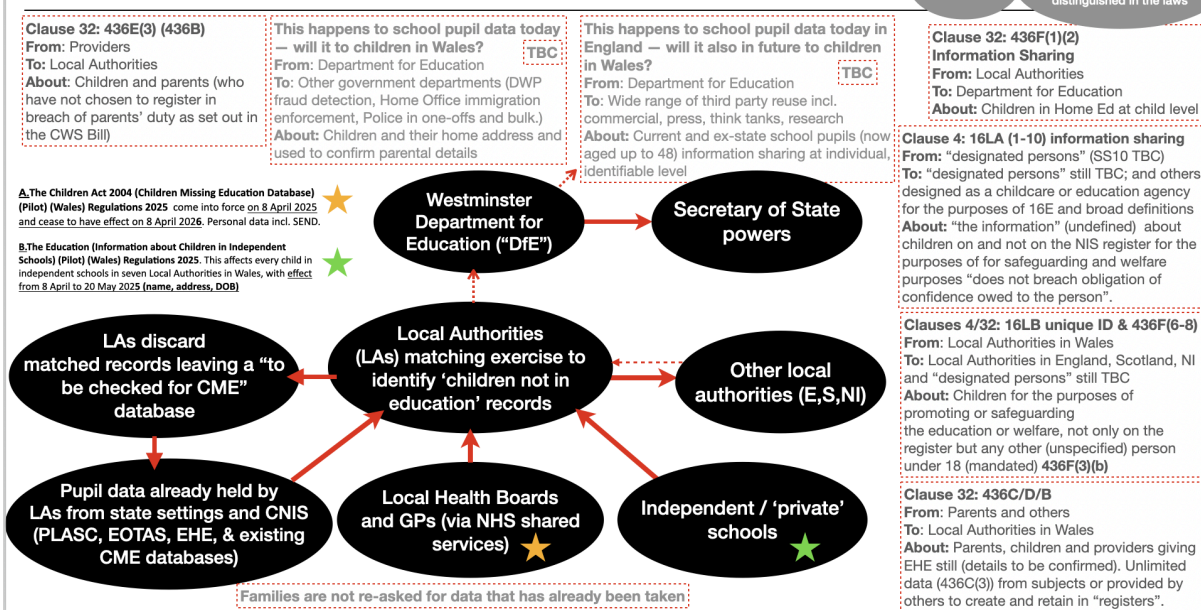 distinguished in the laws
Clause 32: 436E(3) (436B)
From: Providers
To: Local Authorities
About: Children and parents (who
have not chosen to register in
breach of parents’ duty as set out in
the CWS Bill)
This happens to school pupil data today
— will it to children in Wales?
TBC
From: Department for Education
To: Other government departments (DWP
fraud detection, Home Office immigration
enforcement, Police in one-offs and bulk.)
About: Children and their home address and
used to confirm parental details
This happens to school pupil data today in
England — will it also in future to children
in Wales?
TBC
From: Department for Education
To: Wide range of third party reuse incl.
commercial, press, think tanks, research
About: Current and ex-state school pupils (now
aged up to 48) information sharing at individual,
identifiable level
Clause 32: 436F(1)(2)
Information Sharing
From: Local Authorities
To: Department for Education
About: Children in Home Ed at child level
A.The Children Act 2004 (Children Missing Education Database)
(Pilot) (Wales) Regulations 2025 come into force on 8 April 2025
and cease to have effect on 8 April 2026. Personal data incl. SEND.
B.The Education (Information about Children in Independent
Schools) (Pilot) (Wales) Regulations 2025. This affects every child in
independent schools in seven Local Authorities in Wales, with effect
from 8 April to 20 May 2025 (name, address, DOB)
Westminster
Department for
Education (“DfE”)
Secretary of State
powers
Clause 4: 16LA (1-10) information sharing
From: “designated persons” (SS10 TBC)
To: “designated persons” still TBC; and others
designed as a childcare or education agency
for the purposes of 16E and broad definitions
About: “the information” (undefined) about
children on and not on the NIS register for the
purposes of for safeguarding and welfare
purposes “does not breach obligation of
confidence owed to the person”.
LAs discard
matched records leaving a “to
be checked for CME”
database
Local Authorities
(LAs) matching exercise to
identify ‘children not in
education’ records
Other local
authorities (E,S,NI)
Clauses 4/32: 16LB unique ID & 436F(6-8)
From: Local Authorities in Wales
To: Local Authorities in England, Scotland, NI
and “designated persons” still TBC
About: Children for the purposes of
promoting or safeguarding
the education or welfare, not only on the
register but any other (unspecified) person
under 18 (mandated) 436F(3)(b)
Pupil data already held by
LAs from state settings and CNIS
(PLASC, EOTAS, EHE, & existing
CME databases)
Local Health Boards
and GPs (via NHS shared
services)
Independent / ‘private’
schools
Clause 32: 436C/D/B
From: Parents and others
To: Local Authorities in Wales
About: Parents, children and providers giving
EHE still (details to be confirmed). Unlimited
data (436C(3)) from subjects or provided by
others to create and retain in “registers”.
Families are not re-asked for data that has already been taken